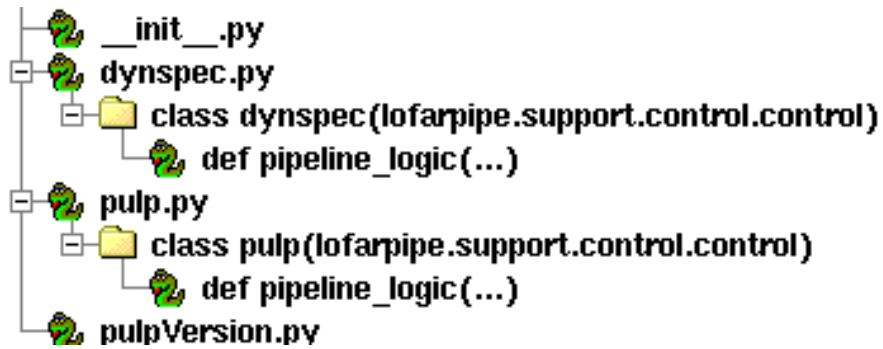 __init__.py
dynspec.py
class dynspec(lofarpipe.support.control.control)
def pipeline_logic(...)
pulp.py
class pulp(lofarpipe.support.control.control)
def pipeline_logic(...)
pulpVersion.py